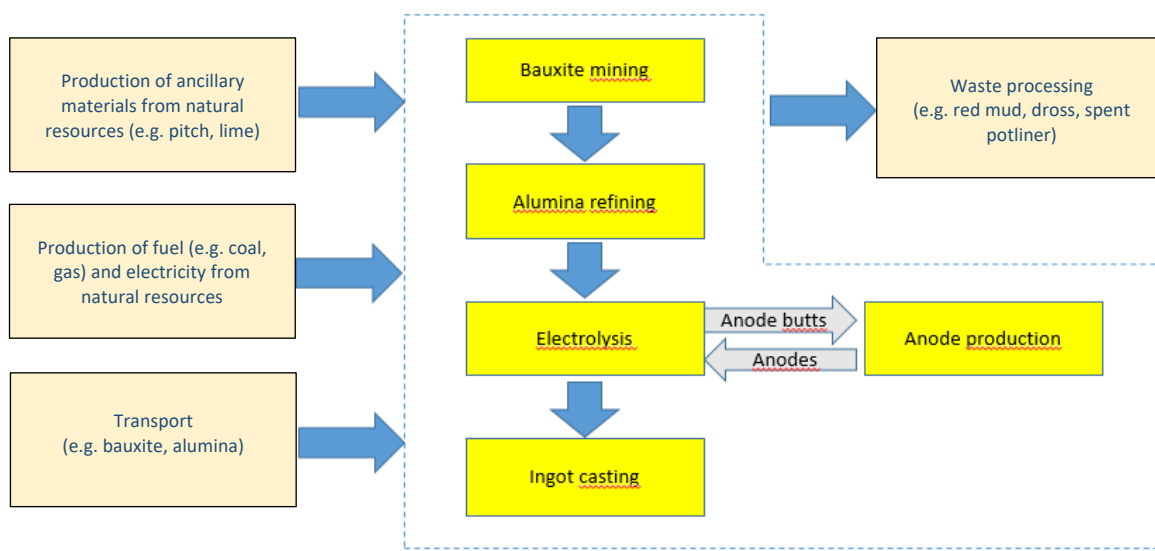 Production of ancillary
materials from natural
resources (e.g. pitch, lime)
Production of fuel (e.g. coal,
gas) and electricity from
natural resources
Transport
(e.g. bauxite, alumina)
Bauxite mining
Alumina refining
Electrolysis
Anode butts
Anodes
Anode production
Ingot casting
Waste processing
(e.g. red mud, dross, spent
potliner)